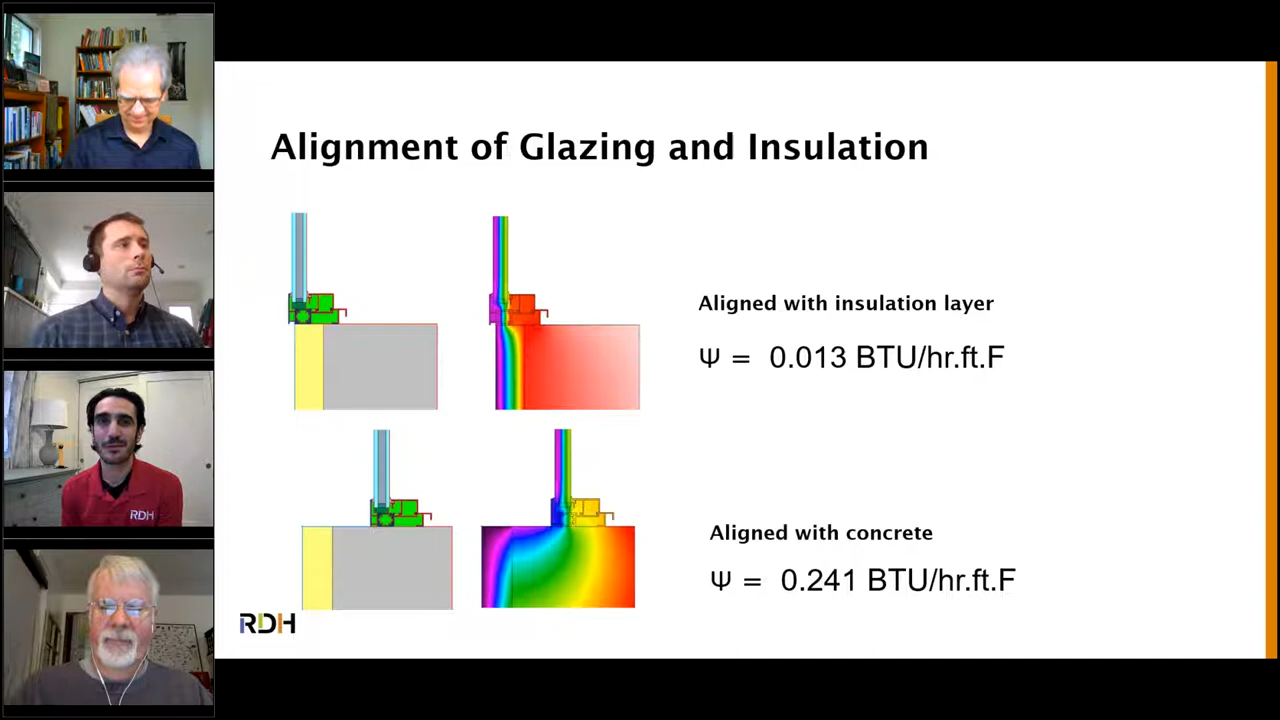 Alignment of Glazing and Insulation
Aligned with insulation layer
Ψ = 0.013 BTU/hr.ft.F
Aligned with concrete
Ψ = 0.241 BTU/hr.ft.F
RDH
RDH